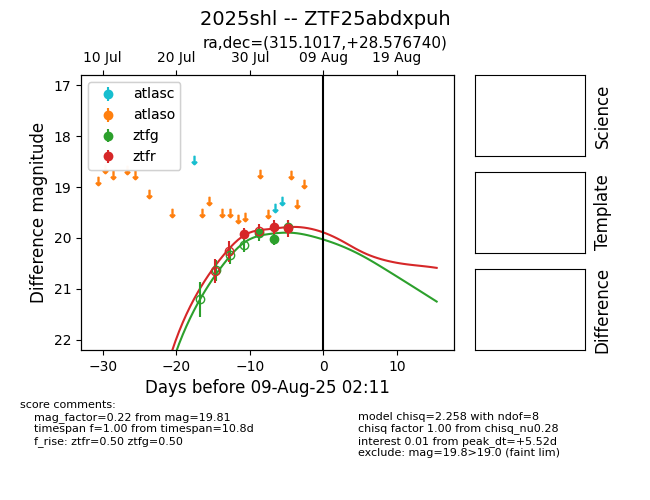 2025shl -- ZTF25abdxpuh
ra,dec=(315.1017,+28.576740)
10 Jul 20 Jul 30 Jul 09 Aug 19 Aug
17
18
19
20
21
22
Difference magnitude
atlasc
atlaso
ztfg
ztfr
−30 −20 −10 0 10
Days before 09-Aug-25 02:11
Science
Template
Difference
score comments:
mag_factor=0.22 from mag=19.81
timespan f=1.00 from timespan=10.8d
f_rise: ztfr=0.50 ztfg=0.50
model chisq=2.258 with ndof=8
chisq factor 1.00 from chisq_nu0.28
interest 0.01 from peak_dt=+5.52d
exclude: mag=19.8>19.0 (faint lim)